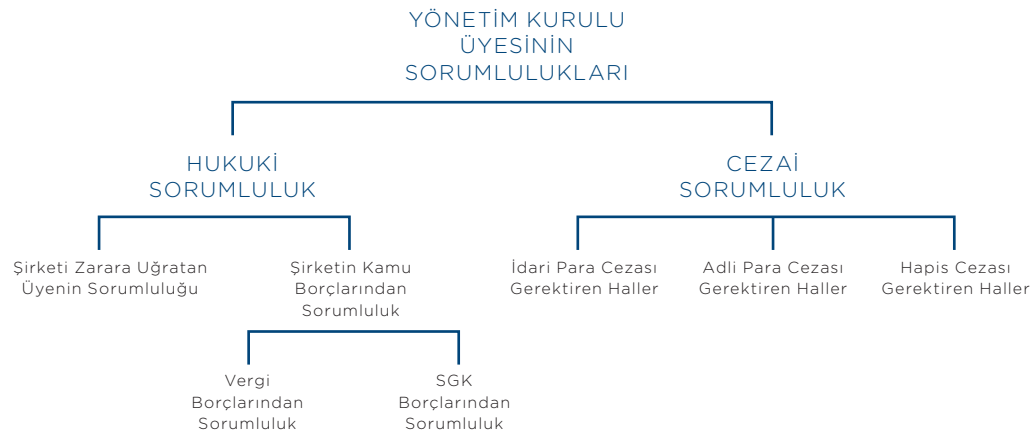 YÖNETİM KURULU
ÜYESİNİN
SORUMLULUKLARI
HUKUKİ
SORUMLULUK
CEZAİ
SORUMLULUK
Şirketi Zarara Uğratan
Üyenin Sorumluluğu
Şirketin Kamu
Borçlarından
Sorumluluk
İdari Para Cezası
Gerektiren Haller
Adli Para Cezası
Gerektiren Haller
Hapis Cezası
Gerektiren Haller
Vergi
Borçlarından
Sorumluluk
SGK
Borçlarından
Sorumluluk